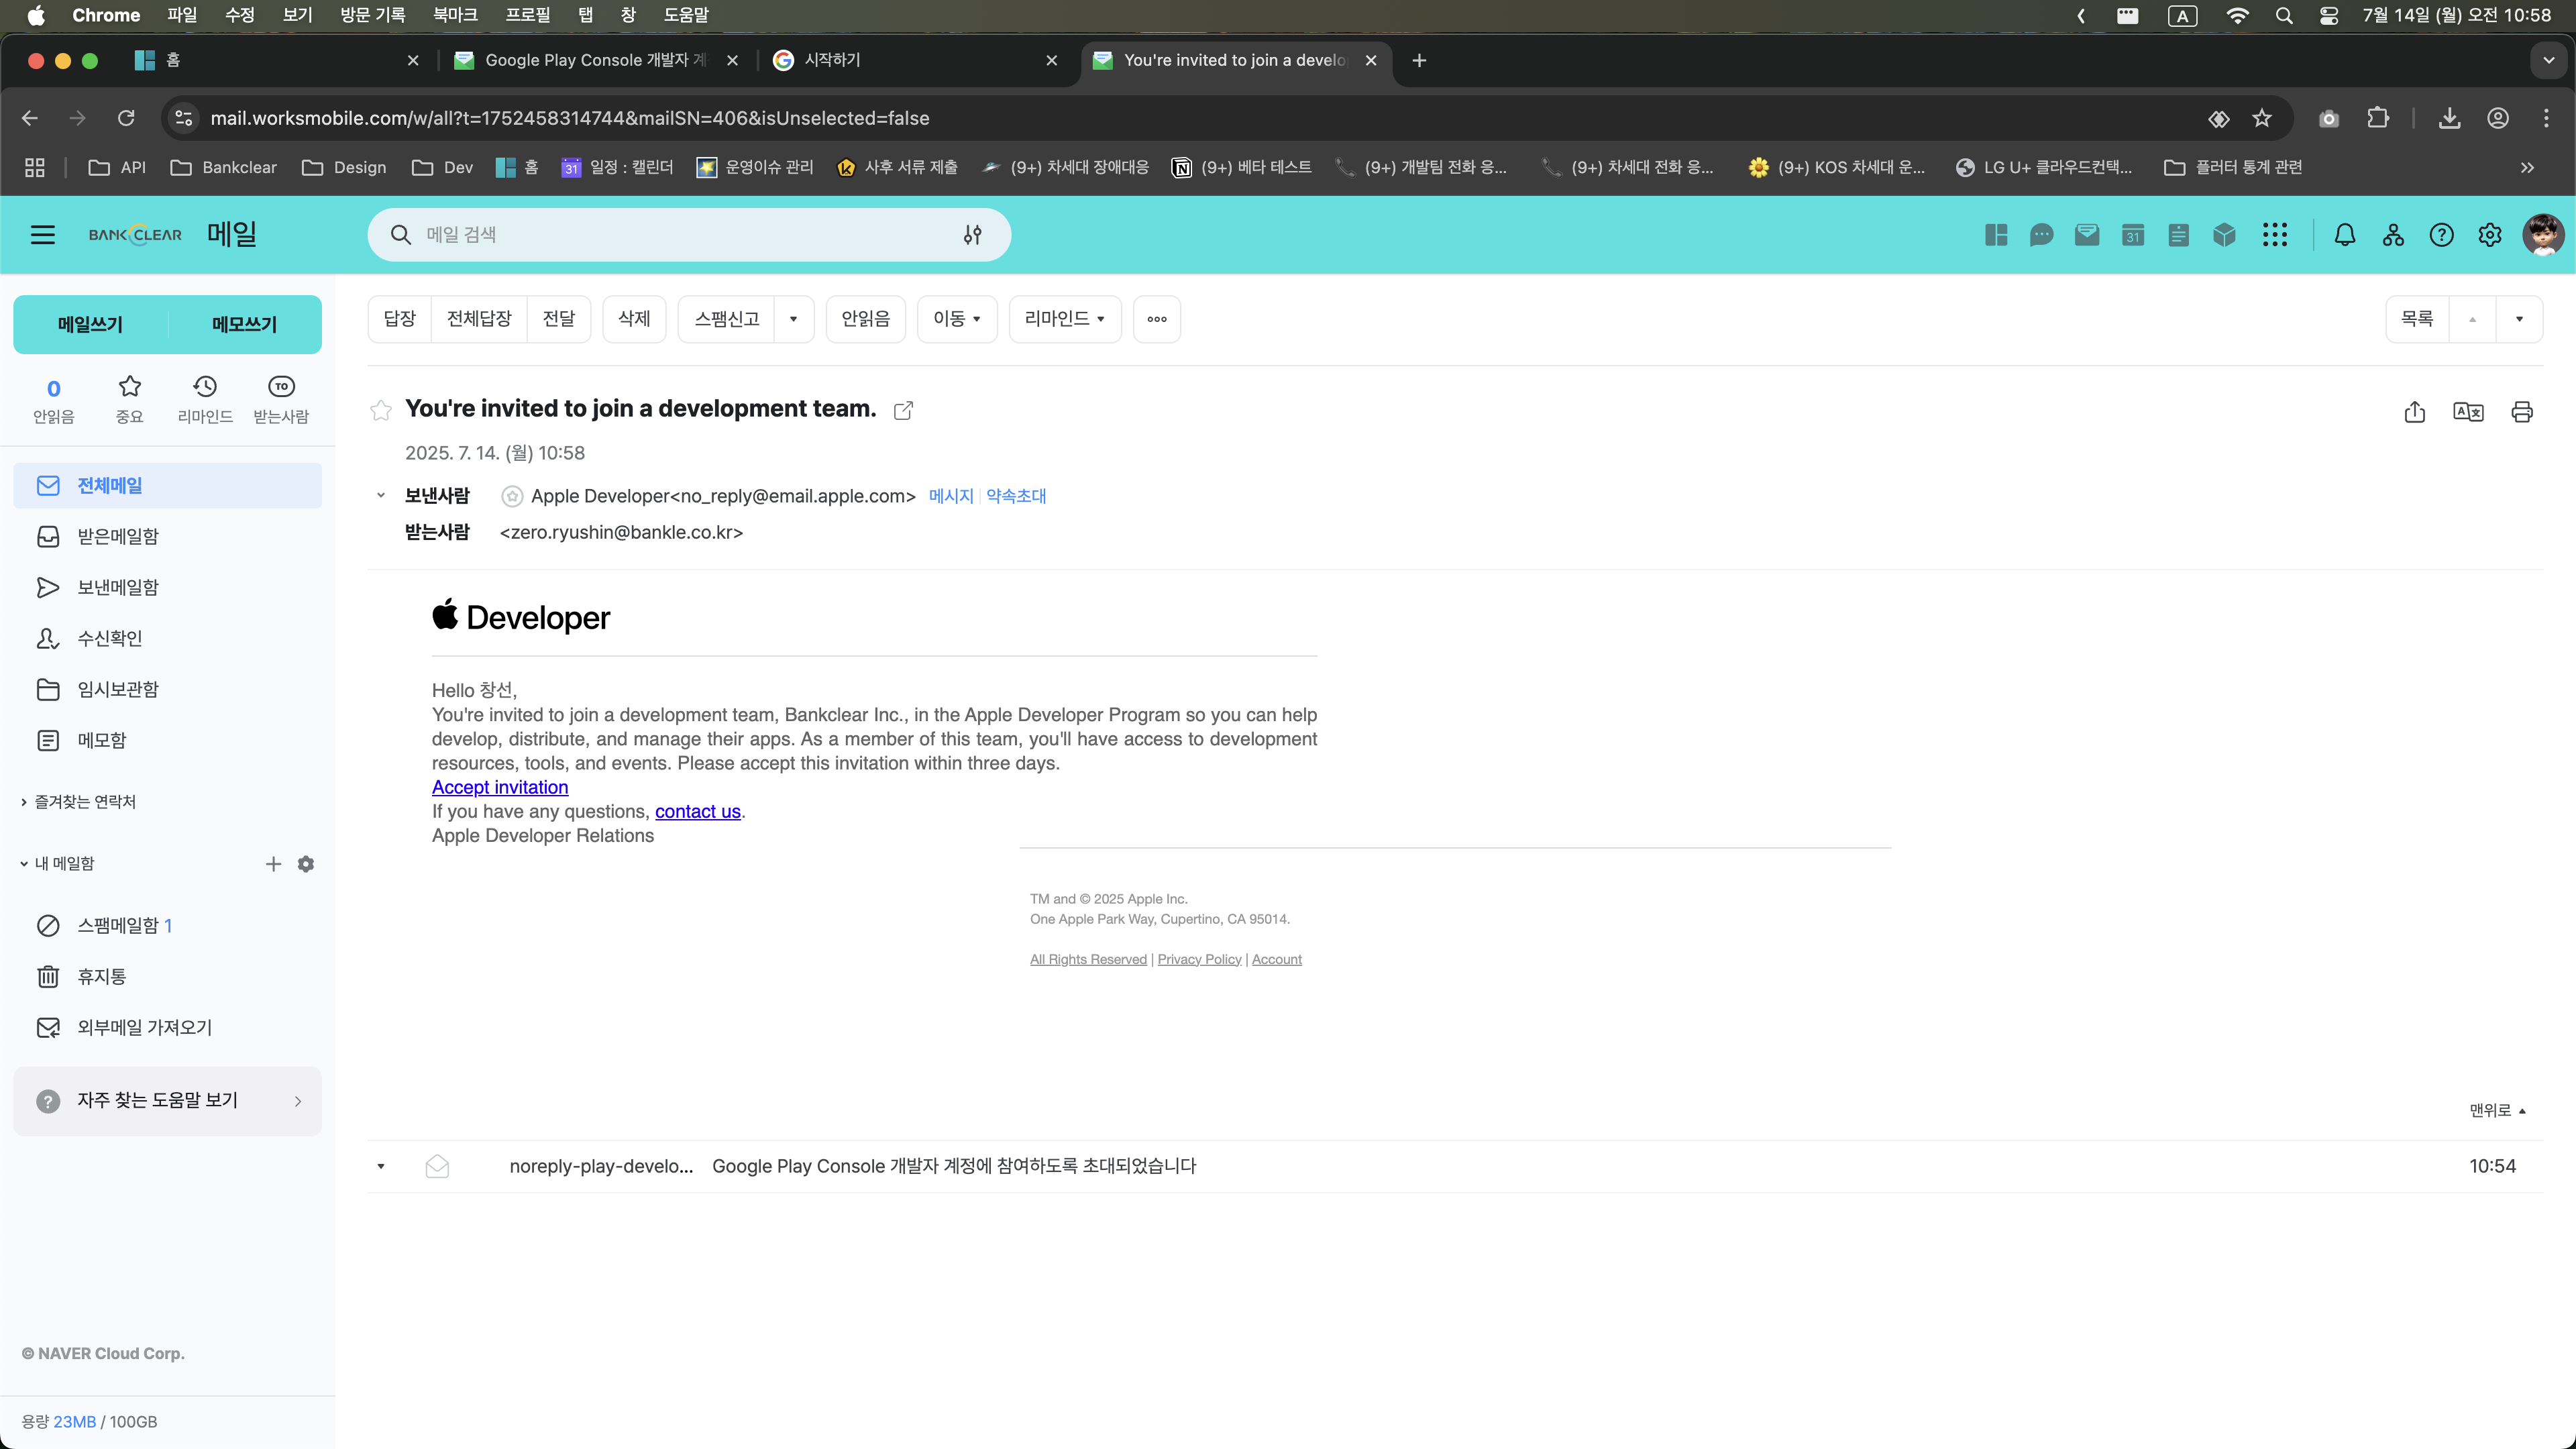 Chrome 파일 수정 보기 방문 기록 북마크 프로필 탭 창 도움말 A 7월 14일 (월) 오전 10:58
홈 Google Play Console 개발자 계 시작하기 You're invited to join a develo
mail.worksmobile.com/w/all?t=1752458314744&mailSN=406&isUnselected=false
API Bankclear Design Dev 홈 31 일정 : 캘린더 운영이슈 관리 사후 서류 제출 (9+) 차세대 장애대응 (9+) 베타 테스트 (9+) 개발팀 전화 응... (9+) 차세대 전화 응... (9+) KOS 차세대 운... LG U+ 클라우드컨택... 플러터 통계 관련
BANKCLEAR 메일 메일 검색 31
메일쓰기 메모쓰기
답장 전체답장 전달 삭제 스팸신고 안읽음 이동 리마인드 목록
0 TO
안읽음 중요 리마인드 받는사람
You're invited to join a development team.
2025. 7. 14. (월) 10:58
보낸사람 Apple Developer<no_reply@email.apple.com> 메시지 약속초대
받는사람 <zero.ryushin@bankle.co.kr>
전체메일
받은메일함
보낸메일함
수신확인
임시보관함
메모함
즐겨찾는 연락처
내 메일함
스팸메일함 1
휴지통
외부메일 가져오기
자주 찾는 도움말 보기
© NAVER Cloud Corp.
용량 23MB / 100GB
Developer
Hello 창선,
You're invited to join a development team, Bankclear Inc., in the Apple Developer Program so you can help
develop, distribute, and manage their apps. As a member of this team, you'll have access to development
resources, tools, and events. Please accept this invitation within three days.
Accept invitation
If you have any questions, contact us.
Apple Developer Relations
TM and © 2025 Apple Inc.
One Apple Park Way, Cupertino, CA 95014.
All Rights Reserved | Privacy Policy | Account
맨위로
noreply-play-develo... Google Play Console 개발자 계정에 참여하도록 초대되었습니다 10:54